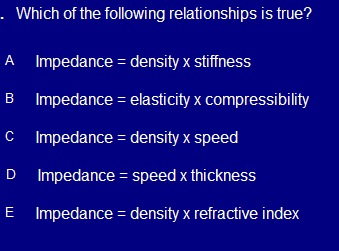 . Which of the following relationships is true?
A Impedance = density x stiffness
B Impedance = elasticity x compressibility
C Impedance = density x speed
D Impedance = speed x thickness
E Impedance = density x refractive index